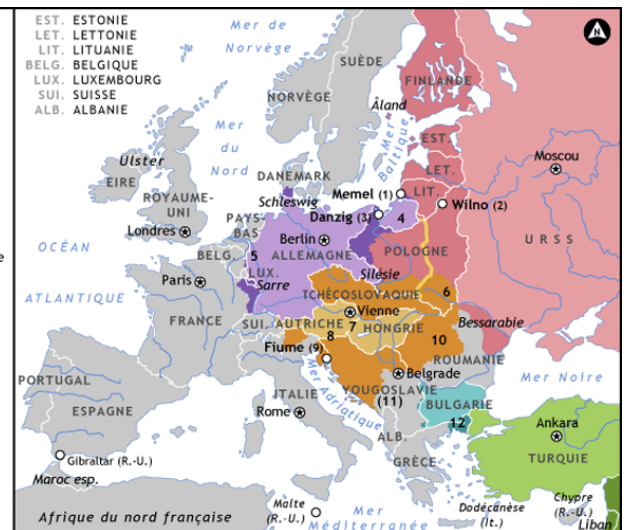 EST. ESTONIE
LET. LETTONIE
LIT. LITUANIE
BELG. BELGIQUE
LUX. LUXEMBOURG
SUI. SUISSE
ALB. ALBANIE
Mer de
Norvège
N
SUÈDE
FINLANDE
NORVÈGE
Åland
Mer
Baltique
EST.
Mer
du
Nord
LET.
Moscou
Ulster
DANEMARK
Memel (1)
LIT.
EIRE
Schleswig
Wilno (2)
ROYAUME-
UNI
Danzig (3)
4
PAYS-
BAS
Londres
Berlin
URSS
OCÉAN
BELG.
5
ALLEMAGNE
POLOGNE
LUX.
Silésie
Paris
Sarre
TCHÉCOSLOVAQUIE
6
ATLANTIQUE
Vienne
FRANCE
SUI.
AUTRICHE
7
HONGRIE
Bessarabie
8
10
Fiume (9)
ROUMANIE
Belgrade
PORTUGAL
Mer Noire
YOUGOSLAVIE
(11)
ITALIE
Mer Adriatique
BULGARIE
ESPAGNE
Rome
12
Ankara
ALB.
TURQUIE
Gibraltar (R.-U.)
GRÈCE
Maroc esp.
Malte
(R.-U.)
Dodécanèse
(It.)
Chypre
(R.-U.)
Afrique du nord française
Mer
Méditerranée
Liban